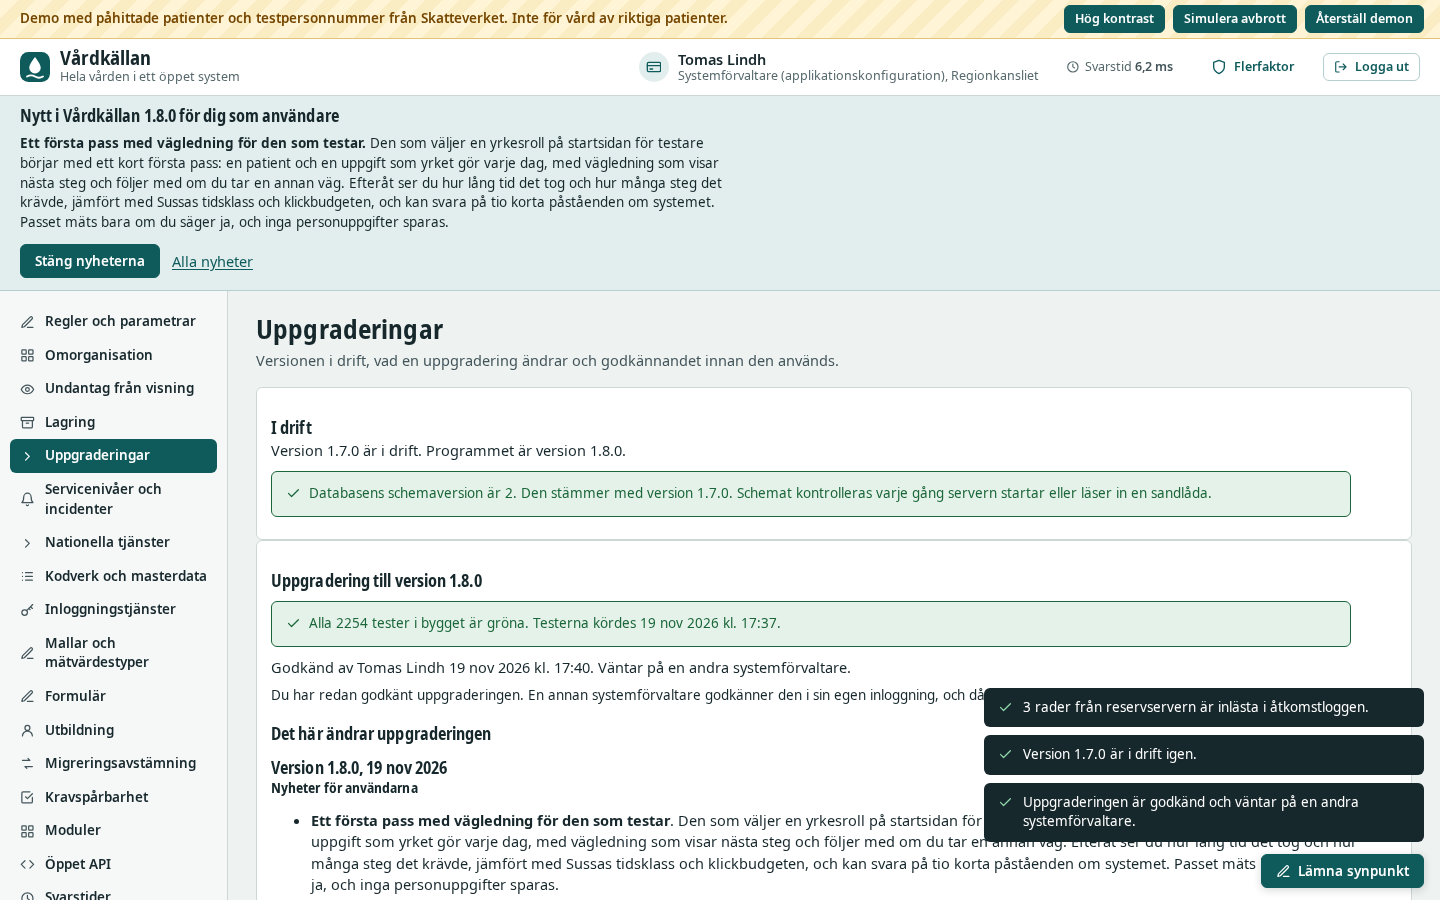 Demo med påhittade patienter och testpersonnummer från Skatteverket. Inte för vård av riktiga patienter.
Hög kontrast
Simulera avbrott
Återställ demon
Vårdkällan
Hela vården i ett öppet system
Tomas Lindh
Systemförvaltare (applikationskonfiguration), Regionkansliet
Svarstid 6,2 ms
Flerfaktor
Logga ut
Nytt i Vårdkällan 1.8.0 för dig som användare
Ett första pass med vägledning för den som testar. Den som väljer en yrkesroll på startsidan för testare
börjar med ett kort första pass: en patient och en uppgift som yrket gör varje dag, med vägledning som visar
nästa steg och följer med om du tar en annan väg. Efteråt ser du hur lång tid det tog och hur många steg det
krävde, jämfört med Sussas tidsklass och klickbudgeten, och kan svara på tio korta påståenden om systemet.
Passet mäts bara om du säger ja, och inga personuppgifter sparas.
Stäng nyheterna
Alla nyheter
Regler och parametrar
Omorganisation
Undantag från visning
Lagring
Uppgraderingar
Servicenivåer och
incidenter
Nationella tjänster
Kodverk och masterdata
Inloggningstjänster
Mallar och
mätvärdestyper
Formulär
Utbildning
Migreringsavstämning
Kravspårbarhet
Moduler
Öppet API
Svarstider
Uppgraderingar
Versionen i drift, vad en uppgradering ändrar och godkännandet innan den används.
I drift
Version 1.7.0 är i drift. Programmet är version 1.8.0.
Databasens schemaversion är 2. Den stämmer med version 1.7.0. Schemat kontrolleras varje gång servern startar eller läser in en sandlåda.
Uppgradering till version 1.8.0
Alla 2254 tester i bygget är gröna. Testerna kördes 19 nov 2026 kl. 17:37.
Godkänd av Tomas Lindh 19 nov 2026 kl. 17:40. Väntar på en andra systemförvaltare.
Du har redan godkänt uppgraderingen. En annan systemförvaltare godkänner den i sin egen inloggning, och då
Det här ändrar uppgraderingen
Version 1.8.0, 19 nov 2026
Nyheter för användarna
Ett första pass med vägledning för den som testar. Den som väljer en yrkesroll på startsidan för
uppgift som yrket gör varje dag, med vägledning som visar nästa steg och följer med om du tar en annan väg. Efteråt ser du hur lång tid det tog och hur
många steg det krävde, jämfört med Sussas tidsklass och klickbudgeten, och kan svara på tio korta påståenden om systemet. Passet mäts
ja, och inga personuppgifter sparas.
3 rader från reservservern är inlästa i åtkomstloggen.
Version 1.7.0 är i drift igen.
Uppgraderingen är godkänd och väntar på en andra
systemförvaltare.
Lämna synpunkt